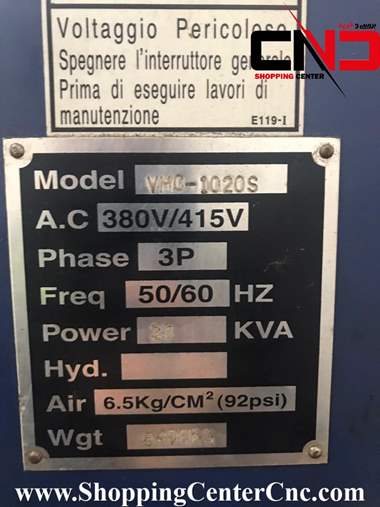 Voltaggio Pericoloso
Spegnere l'interruttore generale
Prima di eseguire lavori di
manutenzione
E119-I
CNC
SHOPPING CENTER
Model VMC-1020S
A.C 380V/415V
Phase 3P
Freq 50/60 HZ
Power KVA
Hyd.
Air 6.5Kg/CM² (92psi)
Wgt
www.ShoppingCenterCnc.com